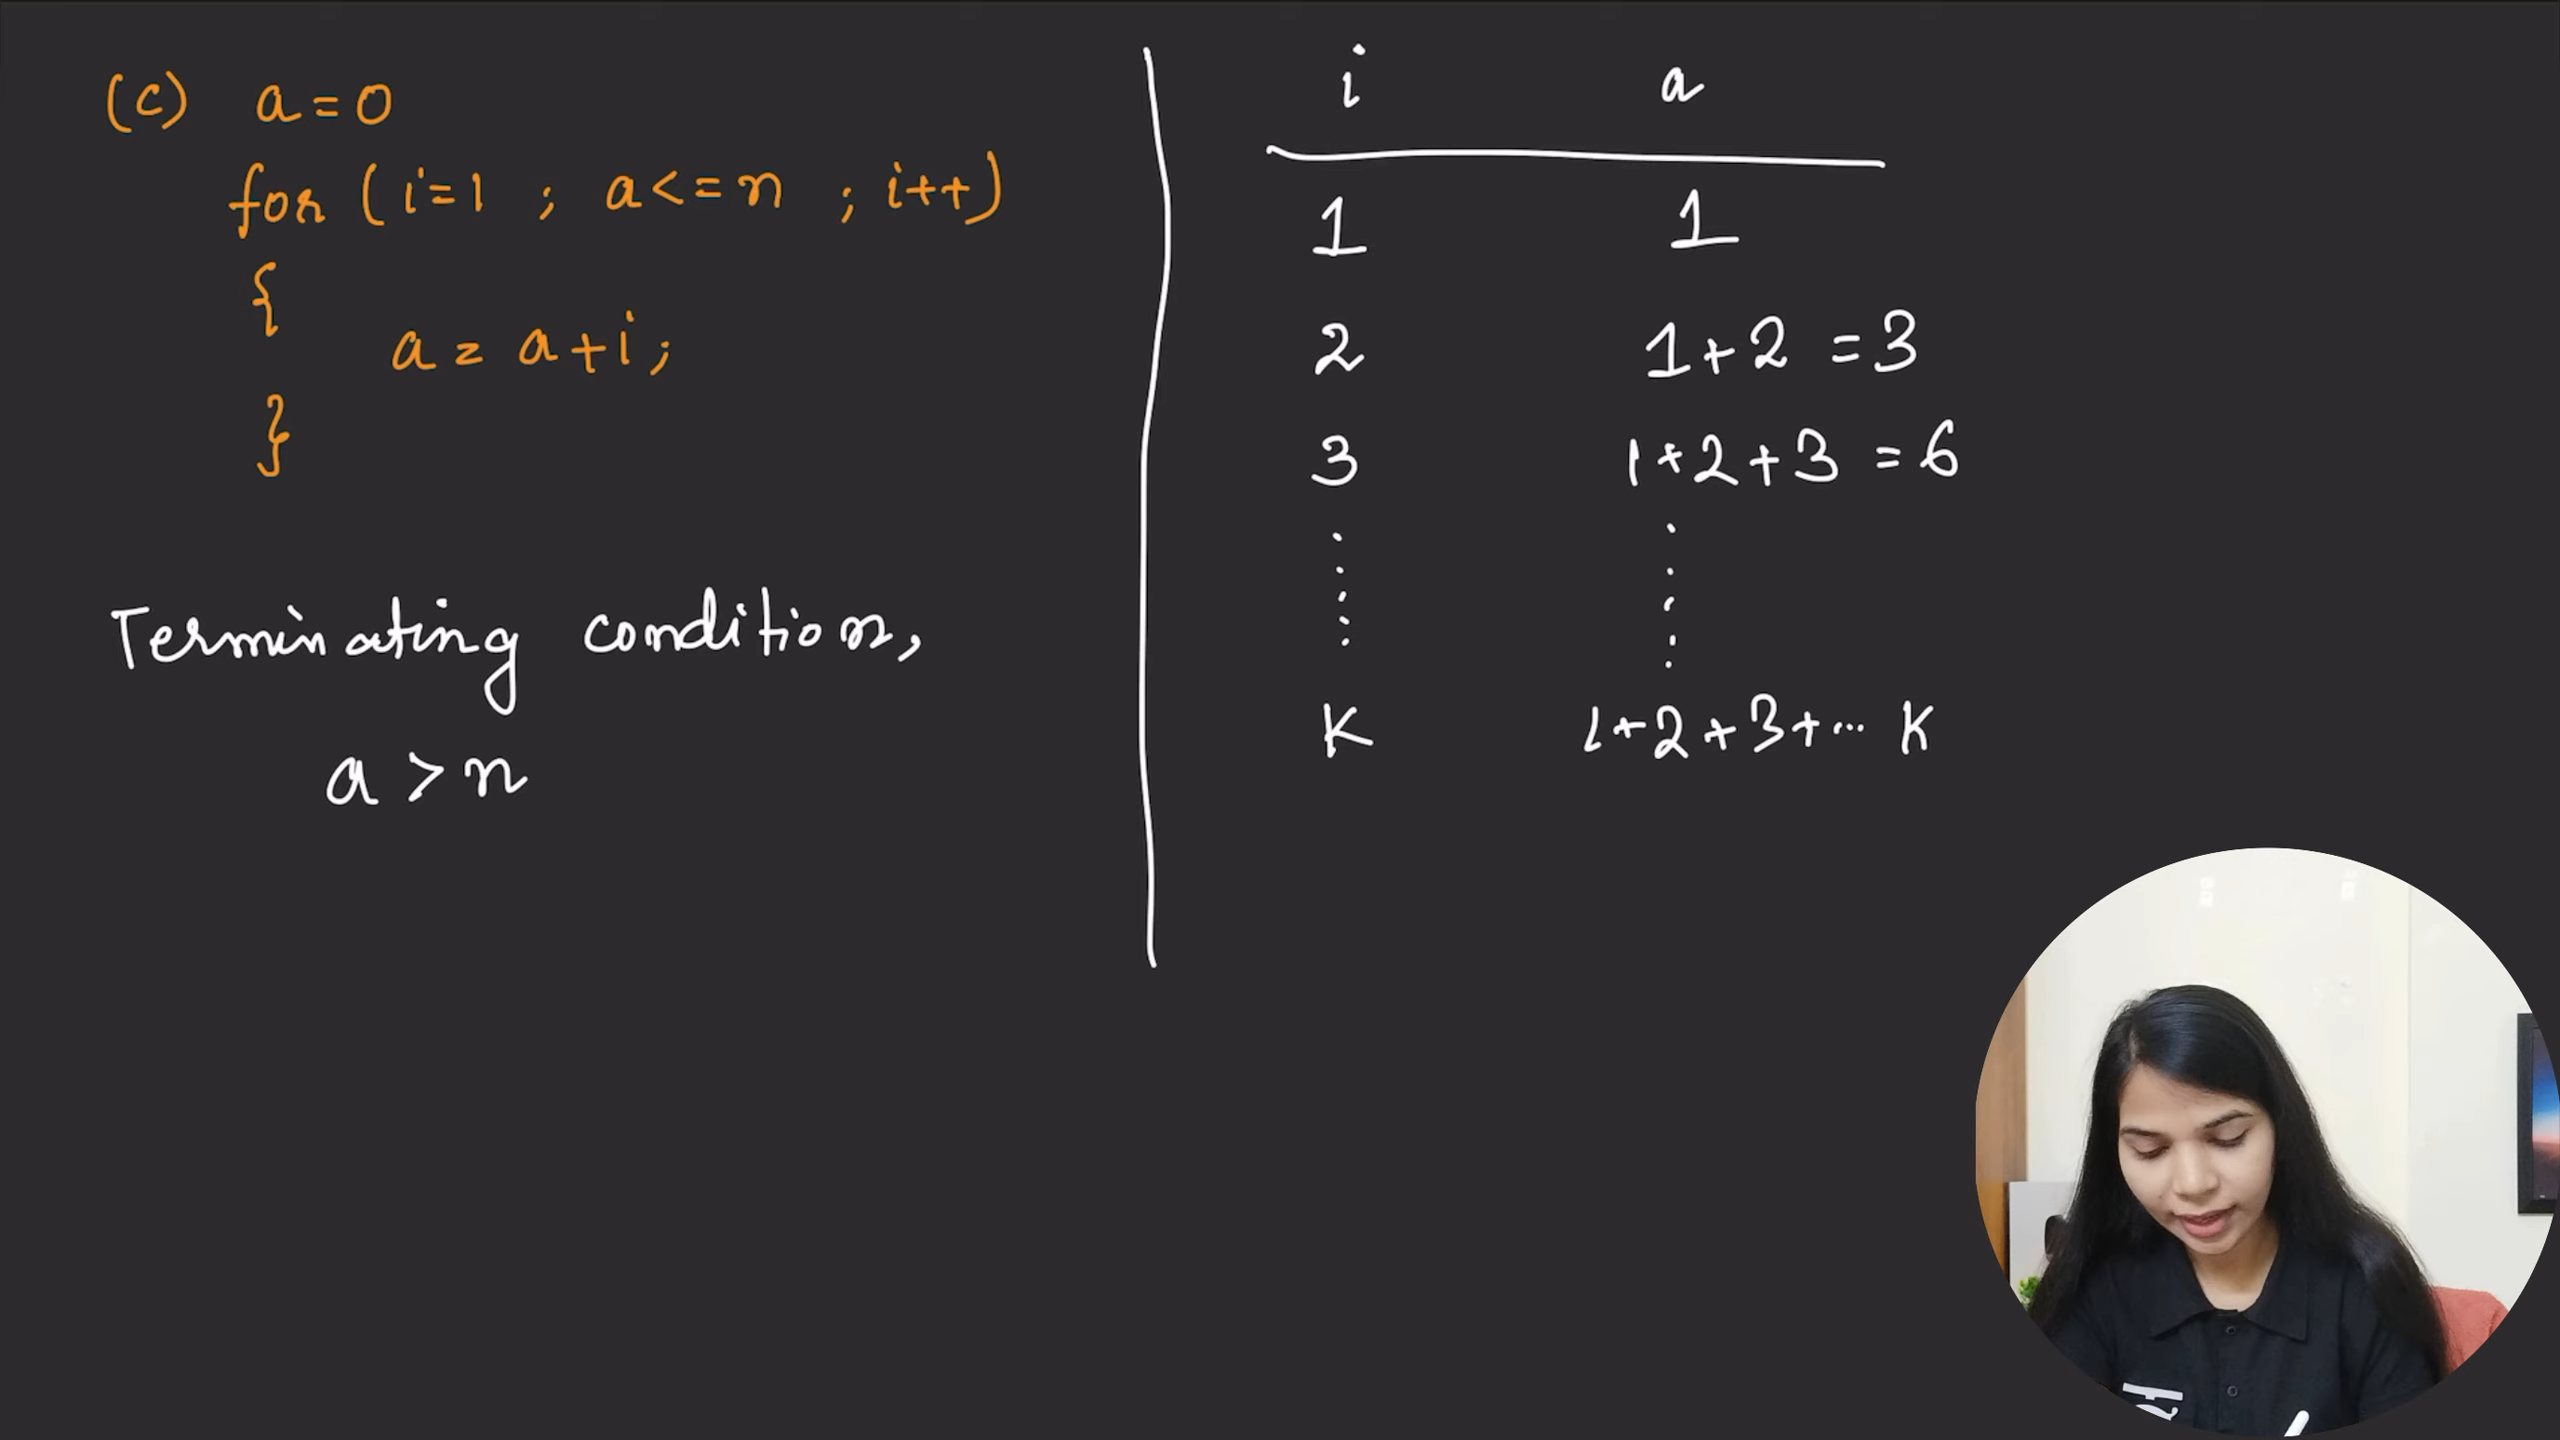 (c) a=0
for (i=1 ; a<=n ; i++)
{
a = a+i;
}
Terminating condition,
a > n
i a
1 1
2 1+2 =3
3 1+2+3 =6
K 1+2+3+... K